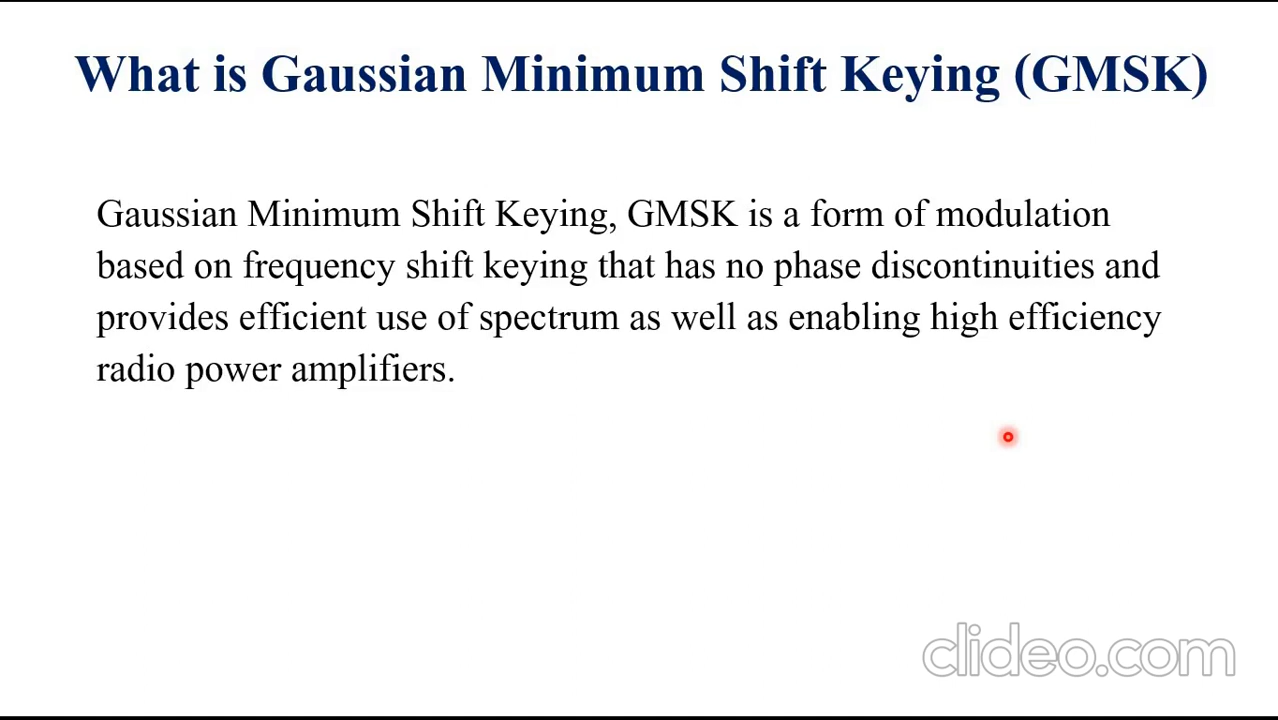 What is Gaussian Minimum Shift Keying (GMSK)
Gaussian Minimum Shift Keying, GMSK is a form of modulation
based on frequency shift keying that has no phase discontinuities and
provides efficient use of spectrum as well as enabling high efficiency
radio power amplifiers.
clideo.com